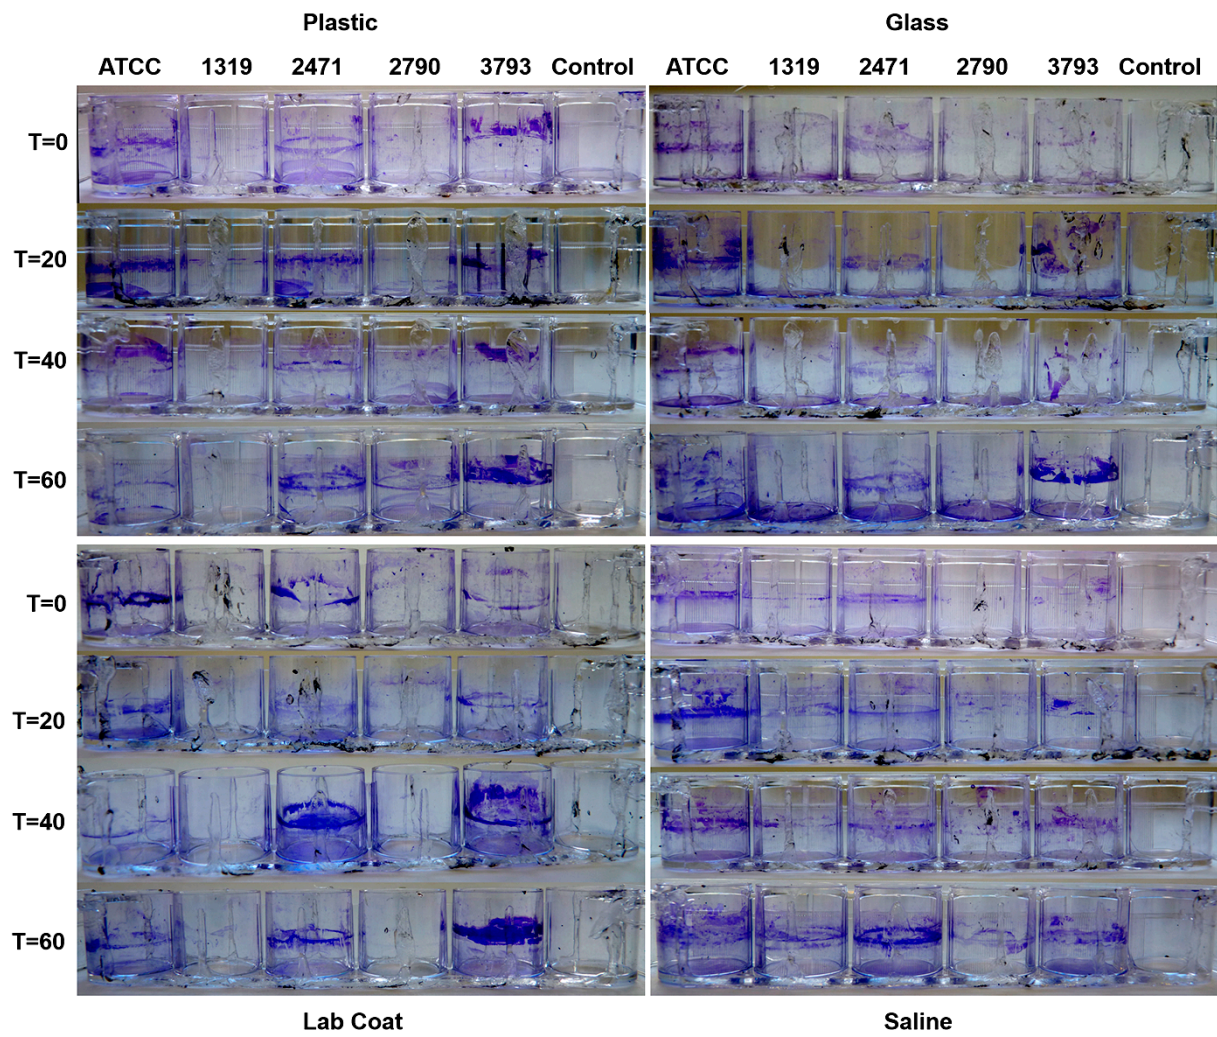 Plastic Glass
ATCC 1319 2471 2790 3793 Control ATCC 1319 2471 2790 3793 Control
T=0
T=20
T=40
T=60
T=0
T=20
T=40
T=60
Lab Coat Saline